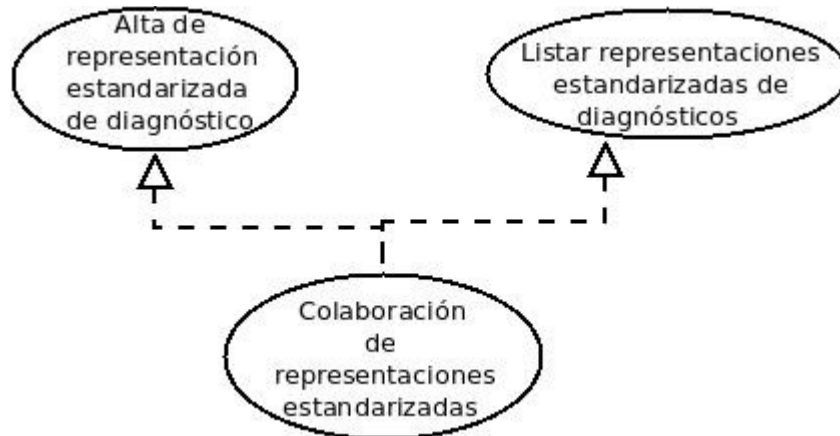 Alta de
representación
estandarizada
de diagnóstico
Listar representaciones
estandarizadas de
diagnósticos
Colaboración
de
representaciones
estandarizadas